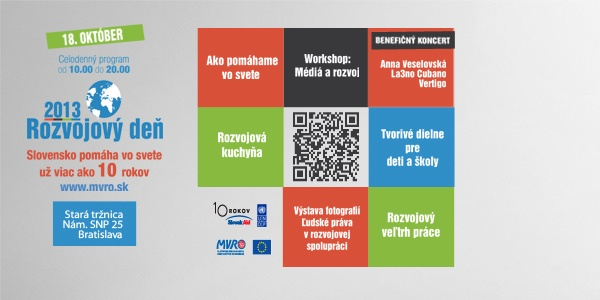 18. OKTÓBER
Celodenný program
od 10.00 do 20.00
2013
Rozvojový deň
Slovensko pomáha vo svete
už viac ako 10 rokov
www.mvro.sk
Stará tržnica
Nám. SNP 25
Bratislava
Ako pomáhame
vo svete
Workshop:
Médiá a rozvoj
BENEFIČNÝ KONCERT
Anna Veselovská
La3no Cubano
Vertigo
Rozvojová
kuchyňa
Tvorivé dielne
pre
deti a školy
10 ROKOV
SlovakAid
MVRO
Výstava fotografií
Ľudské práva
v rozvojovej
spolupráci
Rozvojový
veľtrh práce